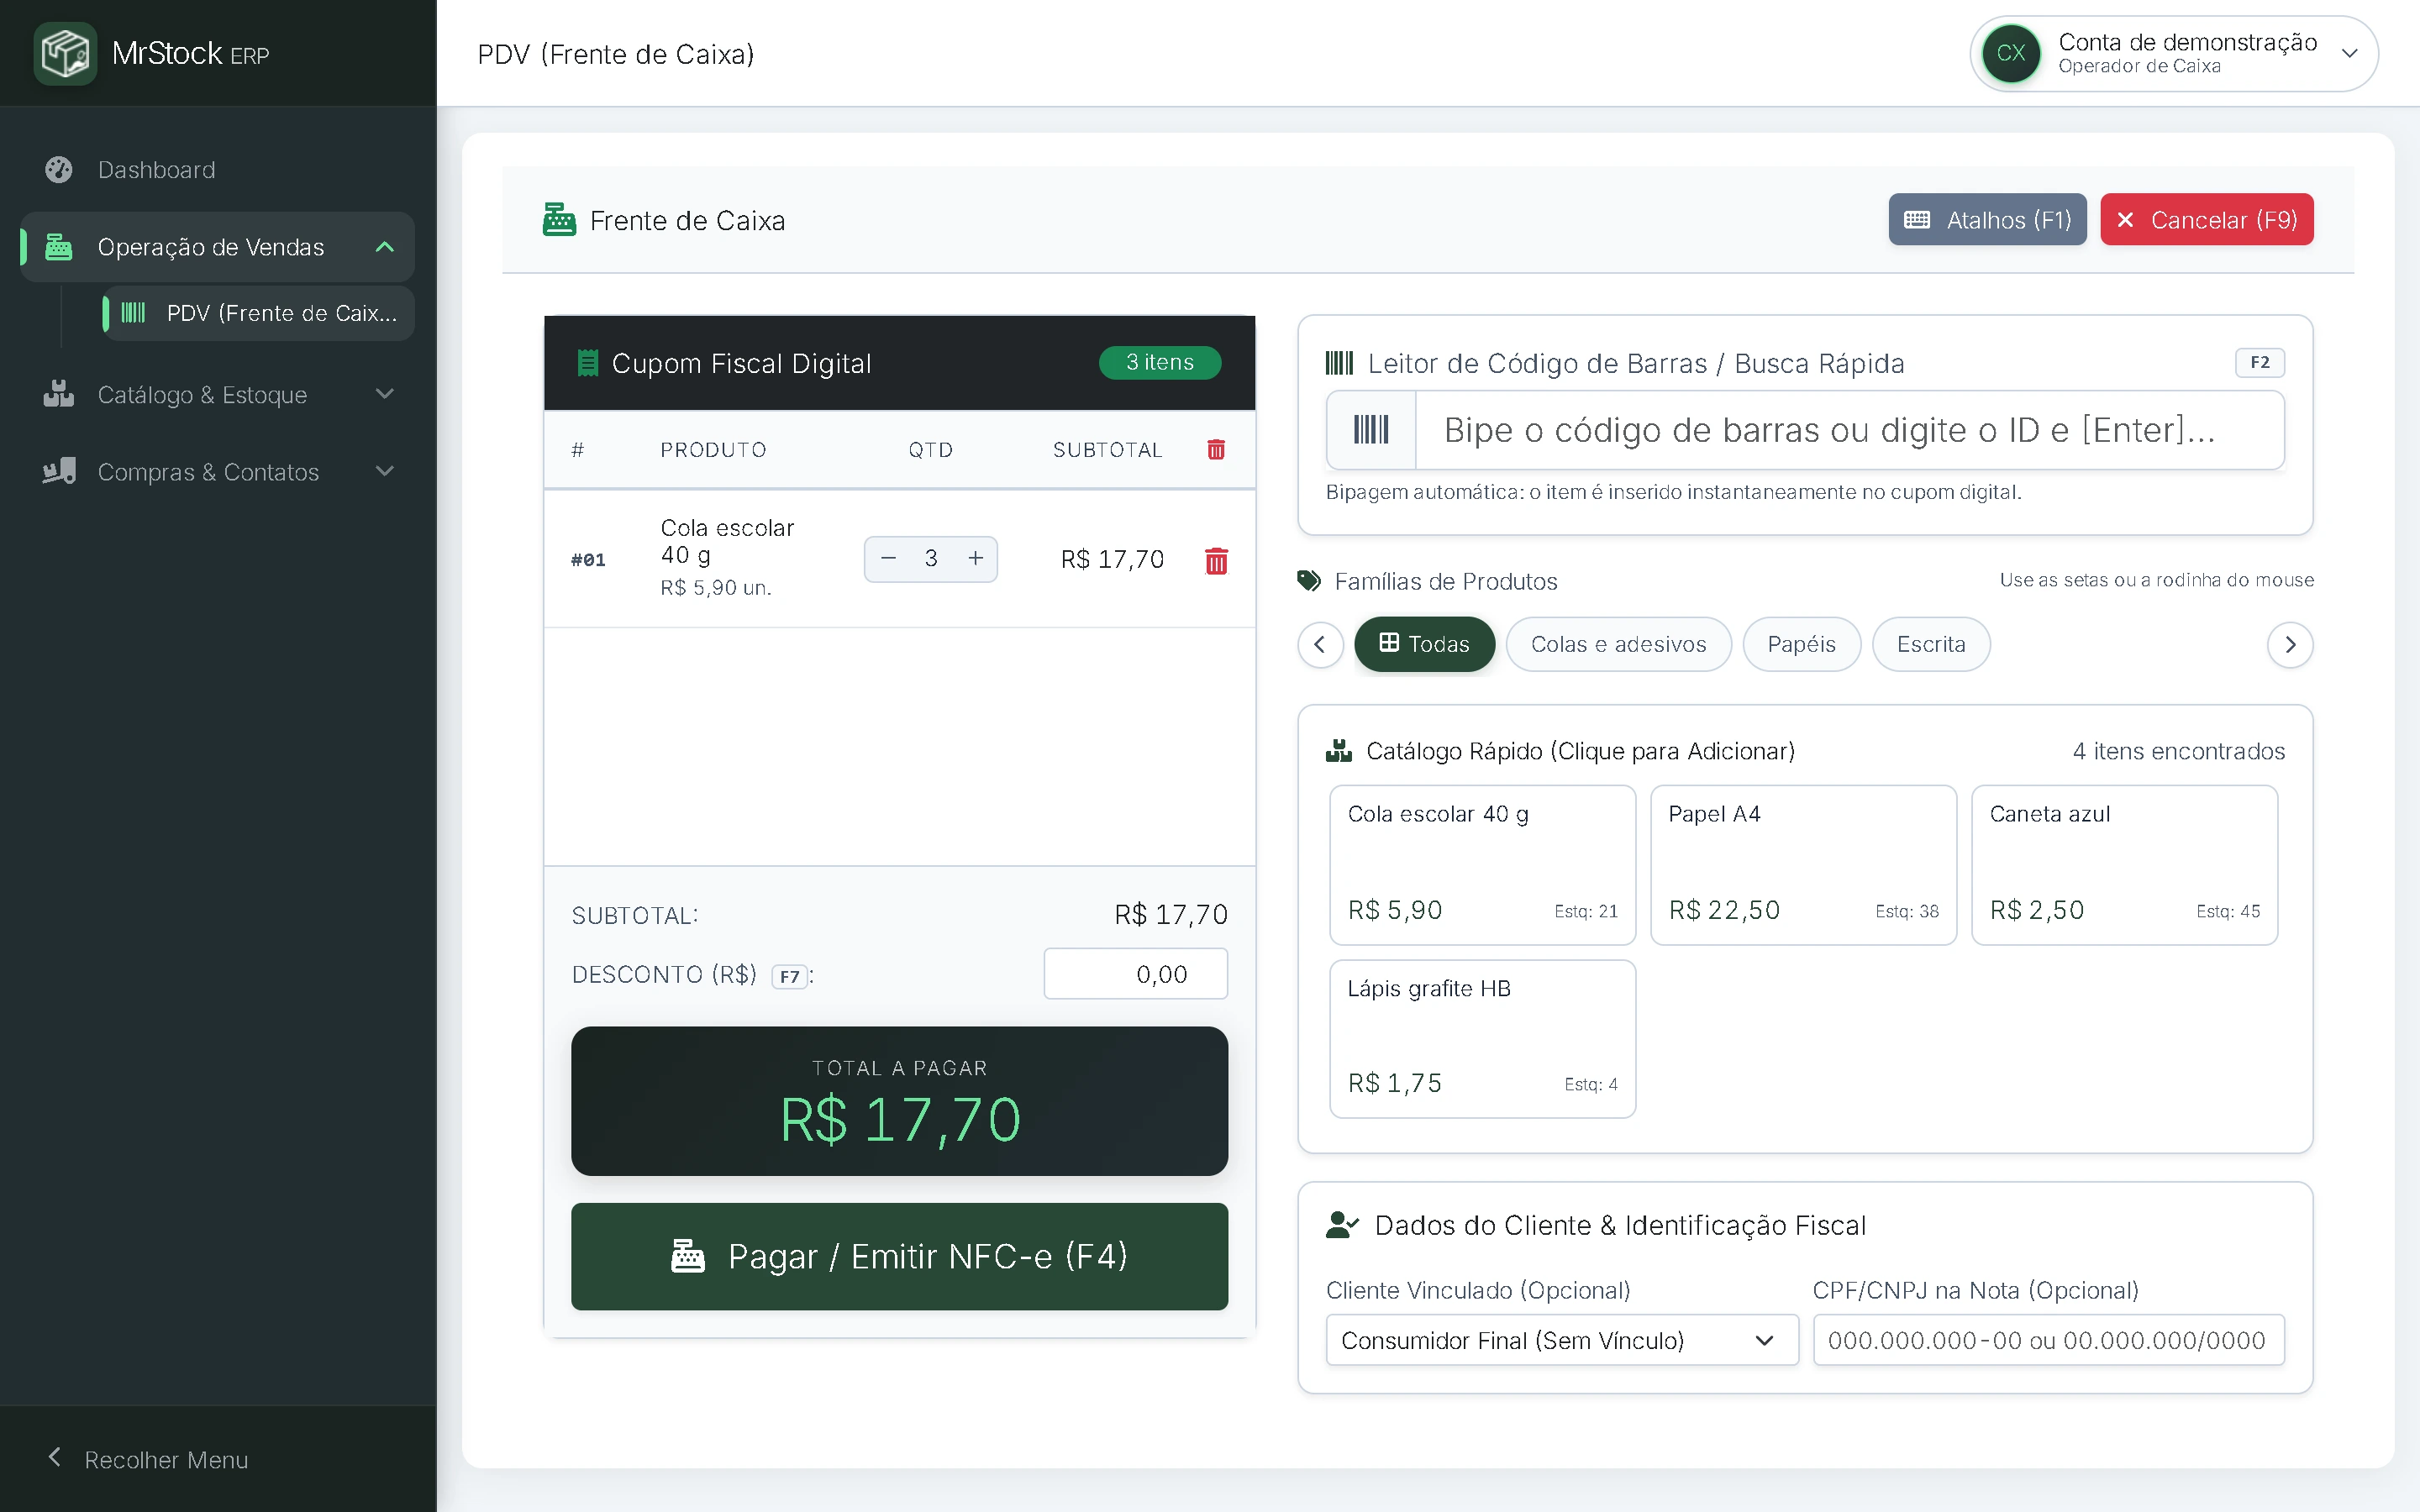 MrStock ERP
PDV (Frente de Caixa)
CX
Conta de demonstração
Operador de Caixa
Dashboard
Operação de Vendas
PDV (Frente de Caix...
Catálogo & Estoque
Compras & Contatos
Recolher Menu
Frente de Caixa
Atalhos (F1)
Cancelar (F9)
Cupom Fiscal Digital
3 itens
# PRODUTO QTD SUBTOTAL
#01
Cola escolar
40 g
R$ 5,90 un.
3
R$ 17,70
SUBTOTAL: R$ 17,70
DESCONTO (R$) F7: 0,00
TOTAL A PAGAR
R$ 17,70
Pagar / Emitir NFC-e (F4)
Leitor de Código de Barras / Busca Rápida F2
Bipe o código de barras ou digite o ID e [Enter]...
Bipagem automática: o item é inserido instantaneamente no cupom digital.
Famílias de Produtos
Use as setas ou a rodinha do mouse
Todas
Colas e adesivos
Papéis
Escrita
Catálogo Rápido (Clique para Adicionar)
4 itens encontrados
Cola escolar 40 g
R$ 5,90 Estq: 21
Papel A4
R$ 22,50 Estq: 38
Caneta azul
R$ 2,50 Estq: 45
Lápis grafite HB
R$ 1,75 Estq: 4
Dados do Cliente & Identificação Fiscal
Cliente Vinculado (Opcional)
Consumidor Final (Sem Vínculo)
CPF/CNPJ na Nota (Opcional)
000.000.000-00 ou 00.000.000/0000